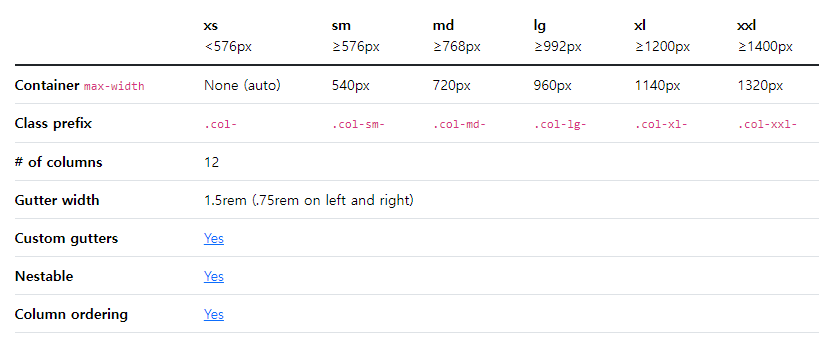 xs sm md lg xl xxl
<576px ≥576px ≥768px ≥992px ≥1200px ≥1400px
Container max-width None (auto) 540px 720px 960px 1140px 1320px
Class prefix .col- .col-sm- .col-md- .col-lg- .col-xl- .col-xxl-
# of columns 12
Gutter width 1.5rem (.75rem on left and right)
Custom gutters Yes
Nestable Yes
Column ordering Yes